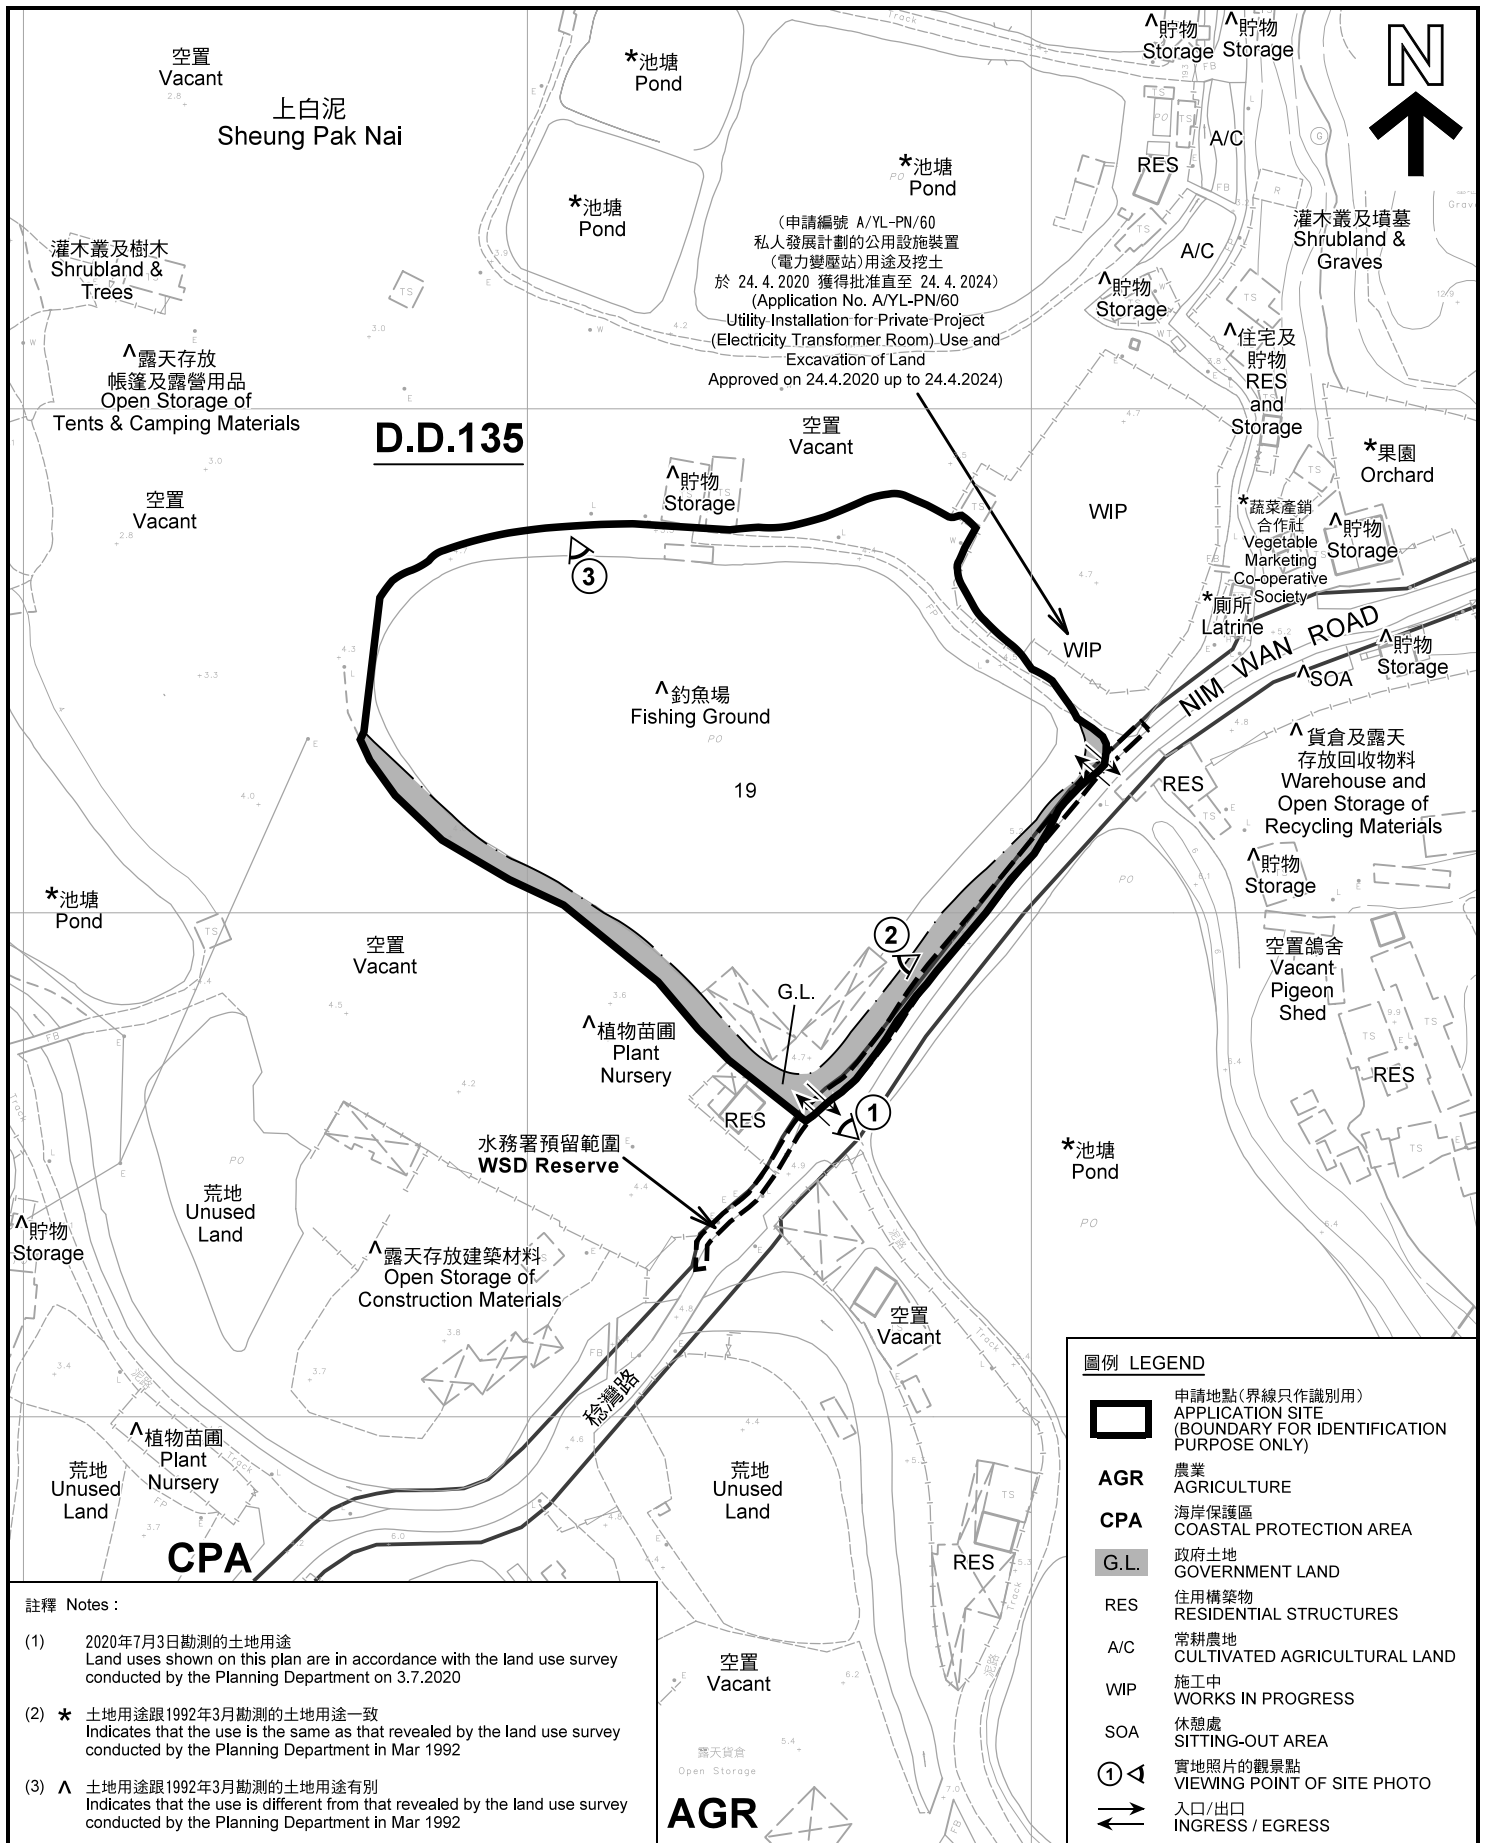 空置
Vacant
上白泥
Sheung Pak Nai
*池塘
Pond
^貯物
Storage
^貯物
Storage
N
A/C
RES
*池塘
Pond
*池塘
Pond
(申請編號 A/YL-PN/60
私人發展計劃的公用設施裝置
(電力變壓站)用途及挖土
於 24.4.2020 獲得批准直至 24.4.2024)
(Application No. A/YL-PN/60
Utility Installation for Private Project
(Electricity Transformer Room) Use and
Excavation of Land
Approved on 24.4.2020 up to 24.4.2024)
灌木叢及樹木
Shrubland &
Trees
灌木叢及墳墓
Shrubland &
Graves
A/C
^貯物
Storage
^住宅及
貯物
RES
and
Storage
^露天存放
帳篷及露營用品
Open Storage of
Tents & Camping Materials
D.D.135
空置
Vacant
*果園
Orchard
空置
Vacant
^貯物
Storage
WIP
*蔬菜產銷
合作社
Vegetable
Marketing
Co-operative
Society
^貯物
Storage
3
*廁所
Latrine
WIP
NIM WAN ROAD
^貯物
Storage
^SOA
^釣魚場
Fishing Ground
PO
19
RES
^貨倉及露天
存放回收物料
Warehouse and
Open Storage of
Recycling Materials
^貯物
Storage
*池塘
Pond
空置
Vacant
2
空置鴿舍
Vacant
Pigeon
Shed
G.L.
^植物苗圃
Plant
Nursery
RES
RES
1
水務署預留範圍
WSD Reserve
*池塘
Pond
PO
荒地
Unused
Land
^貯物
Storage
^露天存放建築材料
Open Storage of
Construction Materials
空置
Vacant
稔灣路
^植物苗圃
Plant
Nursery
荒地
Unused
Land
荒地
Unused
Land
RES
CPA
空置
Vacant
露天貨倉
Open Storage
AGR
註釋 Notes :
(1) 2020年7月3日勘測的土地用途
Land uses shown on this plan are in accordance with the land use survey
conducted by the Planning Department on 3.7.2020
(2) * 土地用途跟1992年3月勘測的土地用途一致
Indicates that the use is the same as that revealed by the land use survey
conducted by the Planning Department in Mar 1992
(3) ^ 土地用途跟1992年3月勘測的土地用途有別
Indicates that the use is different from that revealed by the land use survey
conducted by the Planning Department in Mar 1992
圖例 LEGEND
申請地點(界線只作識別用)
APPLICATION SITE
(BOUNDARY FOR IDENTIFICATION
PURPOSE ONLY)
AGR 農業
AGRICULTURE
CPA 海岸保護區
COASTAL PROTECTION AREA
G.L. 政府土地
GOVERNMENT LAND
RES 住用構築物
RESIDENTIAL STRUCTURES
A/C 常耕農地
CULTIVATED AGRICULTURAL LAND
WIP 施工中
WORKS IN PROGRESS
SOA 休憩處
SITTING-OUT AREA
1 實地照片的觀景點
VIEWING POINT OF SITE PHOTO
入口/出口
INGRESS / EGRESS